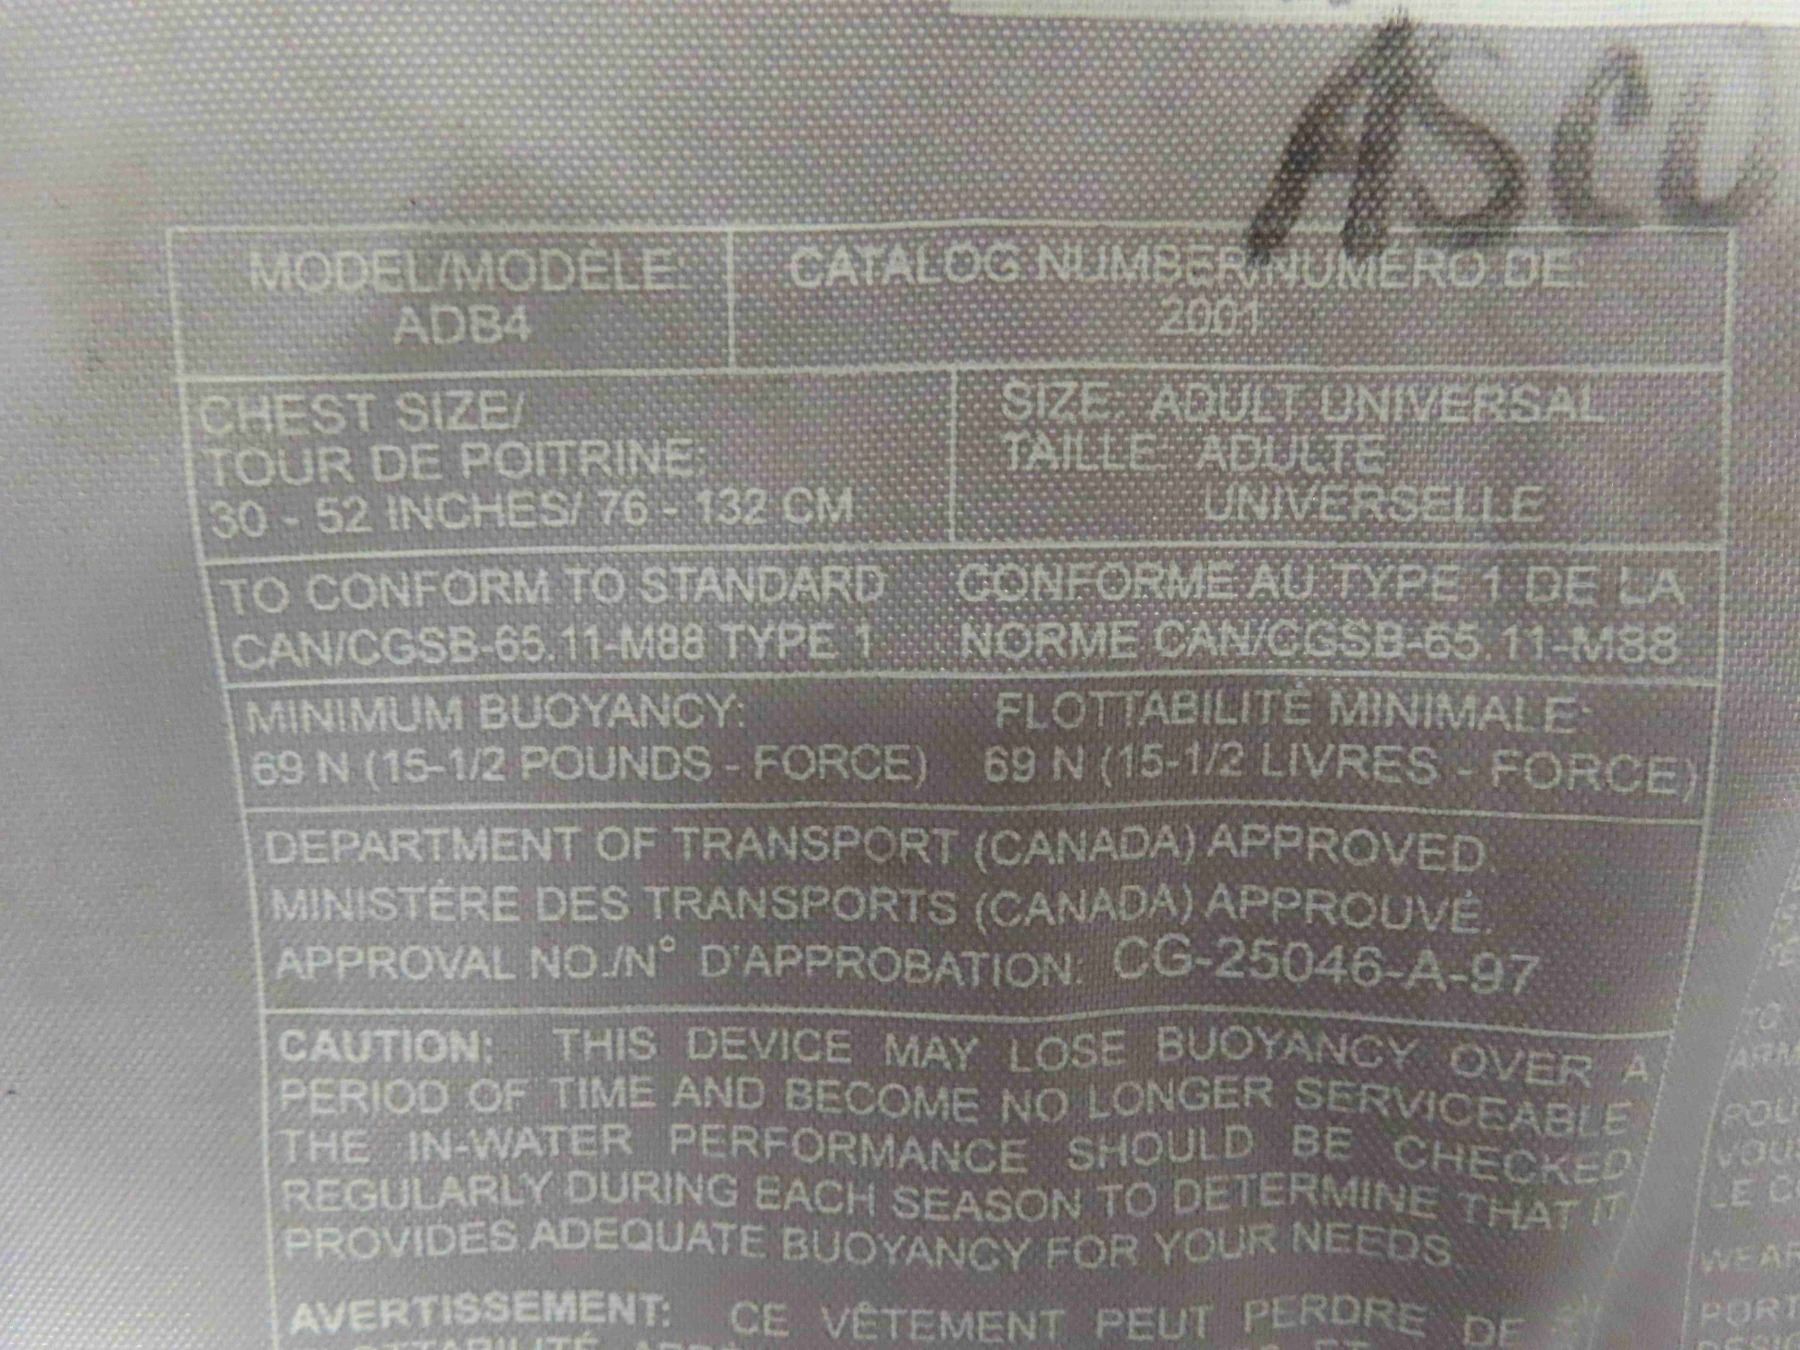 ASCU
MODEL/MODÈLE
ADB4
CATALOG NUMBER/NUMÉRO DE
2001
CHEST SIZE/
TOUR DE POITRINE:
30 - 52 INCHES/ 76 - 132 CM
SIZE: ADULT UNIVERSAL
TAILLE: ADULTE
UNIVERSELLE
TO CONFORM TO STANDARD
CAN/CGSB-65.11-M88 TYPE 1
CONFORME AU TYPE 1 DE LA
NORME CAN/CGSB-65.11-M88
MINIMUM BUOYANCY:
69 N (15-1/2 POUNDS - FORCE)
FLOTTABILITÉ MINIMALE:
69 N (15-1/2 LIVRES - FORCE)
DEPARTMENT OF TRANSPORT (CANADA) APPROVED.
MINISTÈRE DES TRANSPORTS (CANADA) APPROUVÉ.
APPROVAL NO./N° D'APPROBATION: CG-25046-A-97
CAUTION: THIS DEVICE MAY LOSE BUOYANCY OVER A
PERIOD OF TIME AND BECOME NO LONGER SERVICEABLE
THE IN-WATER PERFORMANCE SHOULD BE CHECKED
REGULARLY DURING EACH SEASON TO DETERMINE THAT IT
PROVIDES ADEQUATE BUOYANCY FOR YOUR NEEDS.
AVERTISSEMENT: CE VÊTEMENT PEUT PERDRE DE